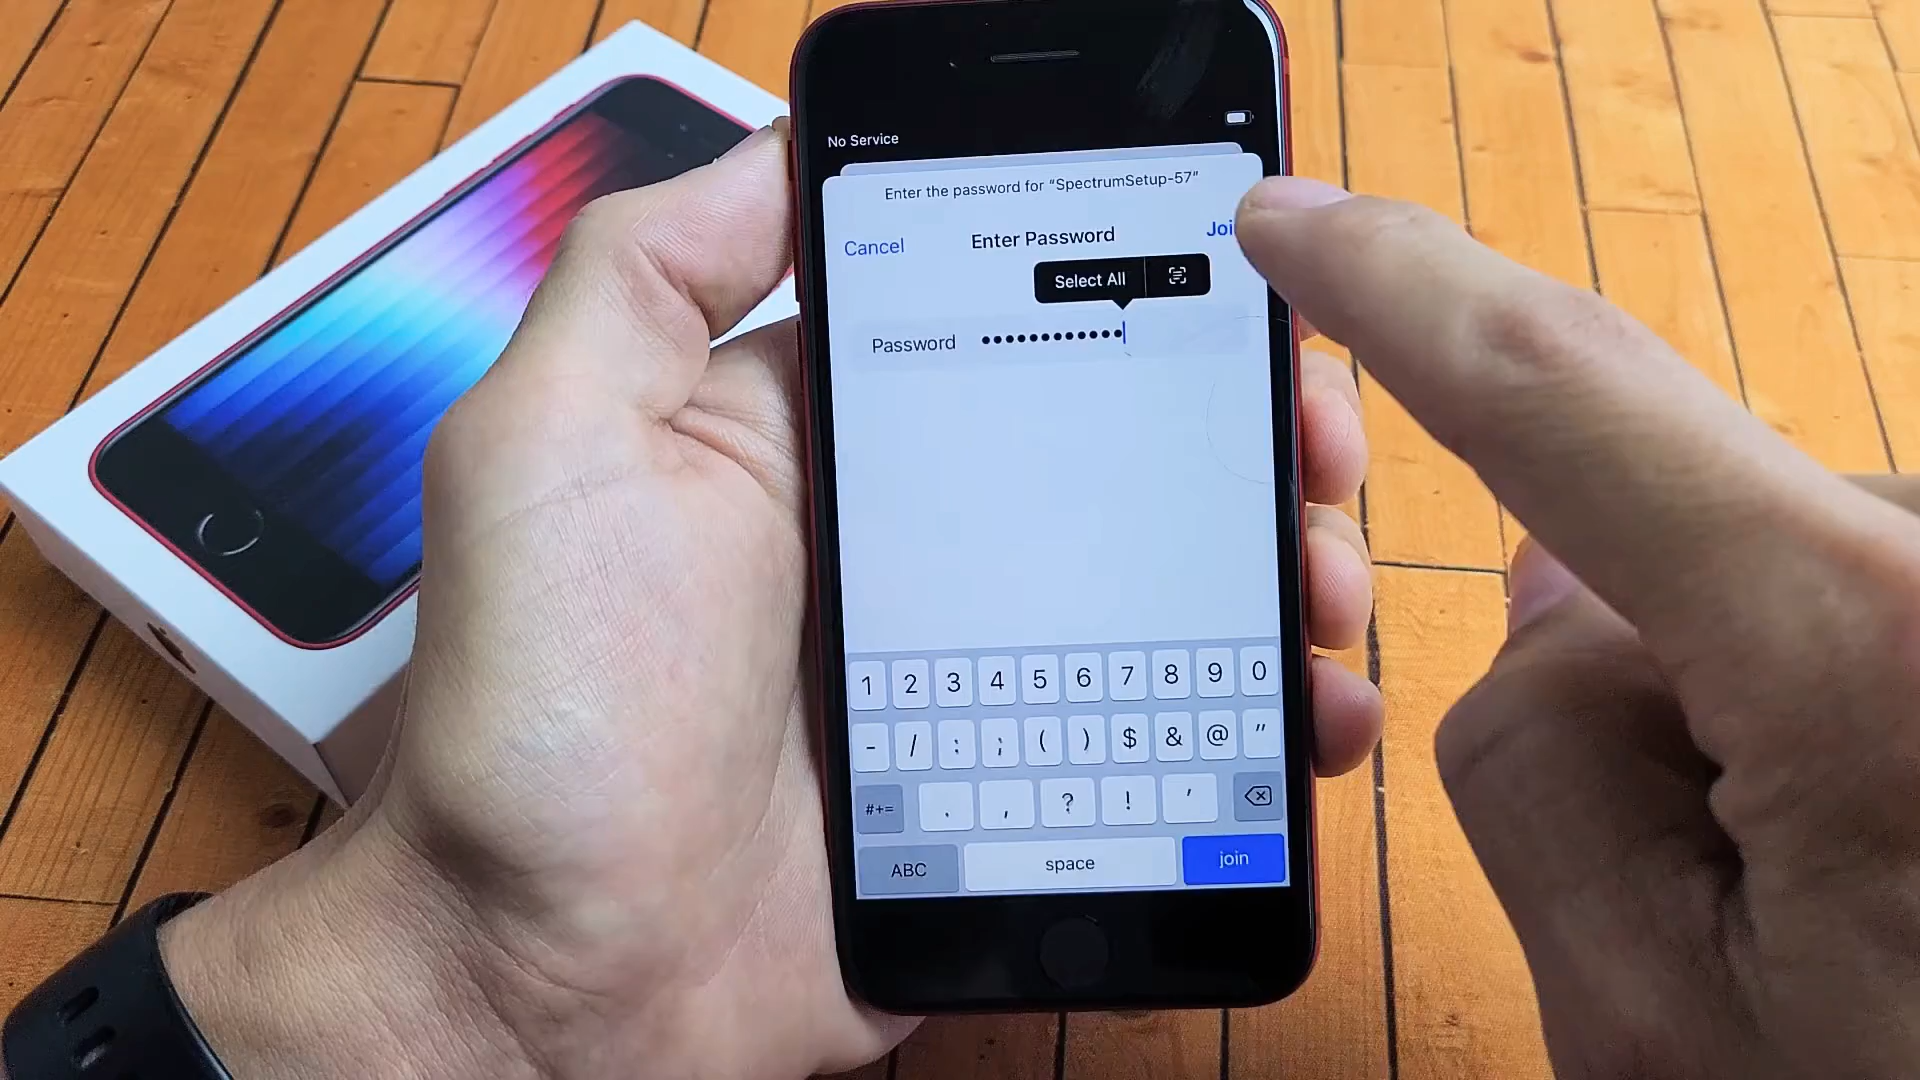 No Service
Enter the password for “SpectrumSetup-57”
Cancel
Enter Password
Join
Select All
Password ••••••••••••
1 2 3 4 5 6 7 8 9 0
- / : ; ( ) $ & @ "
#+= . , ? ! '
ABC space join